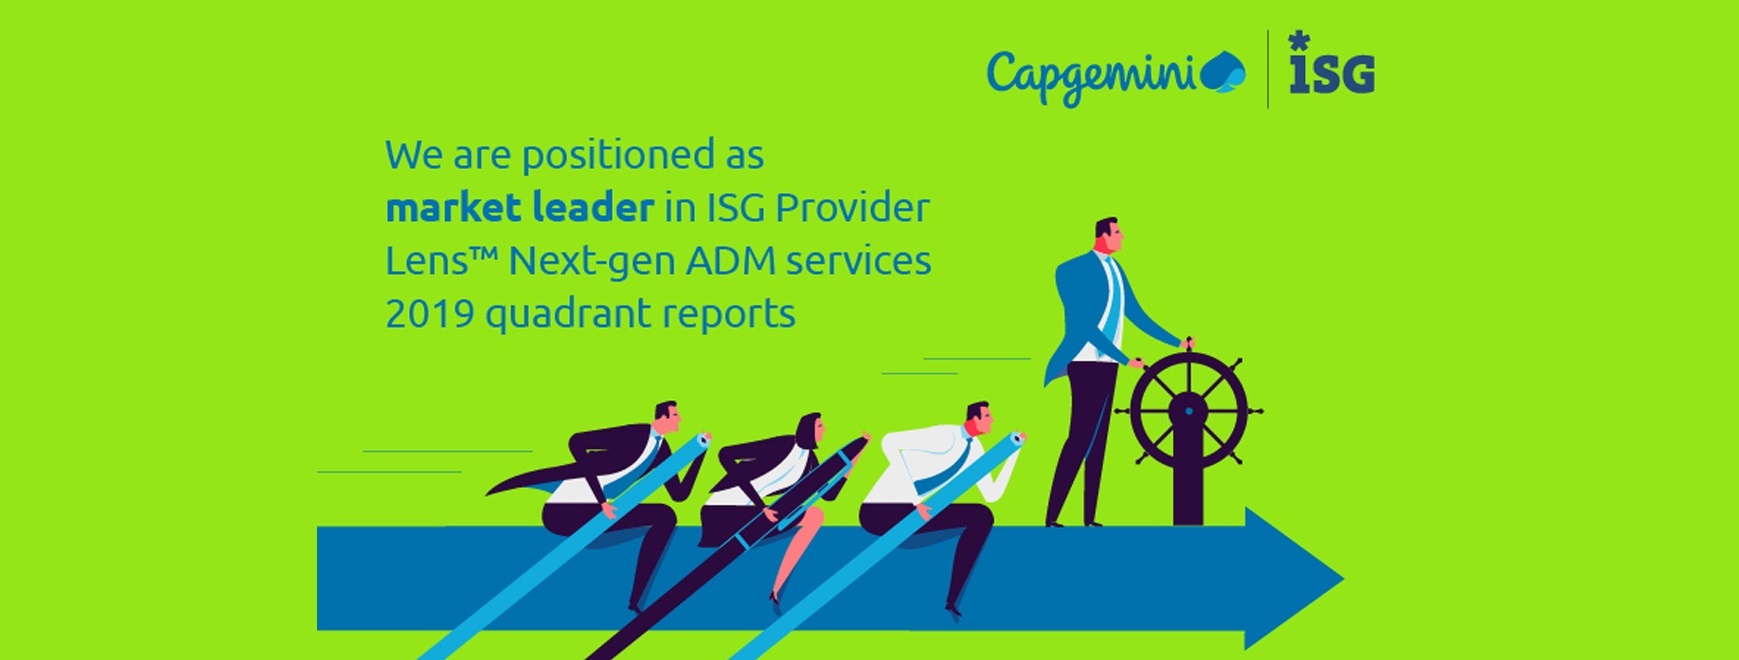 Capgemini
*ISG
We are positioned as
market leader in ISG Provider
Lens™ Next-gen ADM services
2019 quadrant reports